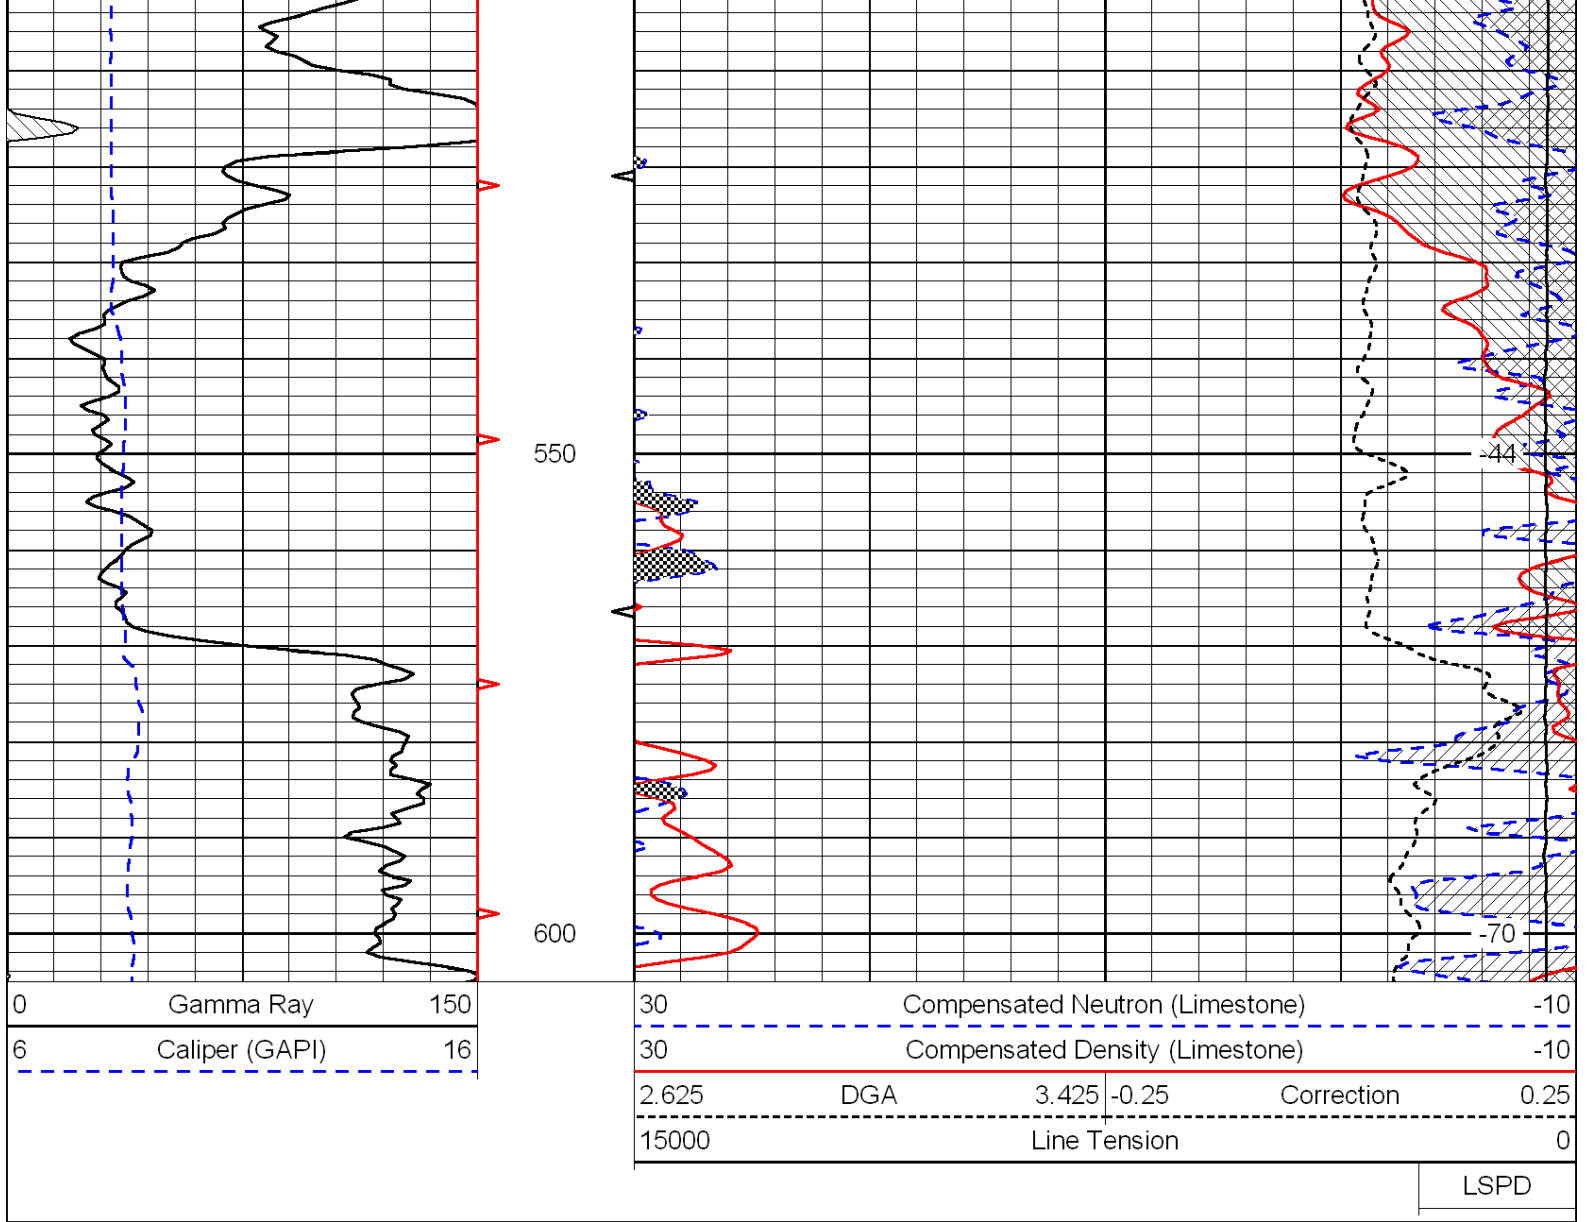 550 -44
600 -70
0 Gamma Ray 150
6 Caliper (GAPI) 16
30 Compensated Neutron (Limestone) -10
30 Compensated Density (Limestone) -10
2.625 DGA 3.425 -0.25 Correction 0.25
15000 Line Tension 0
LSPD